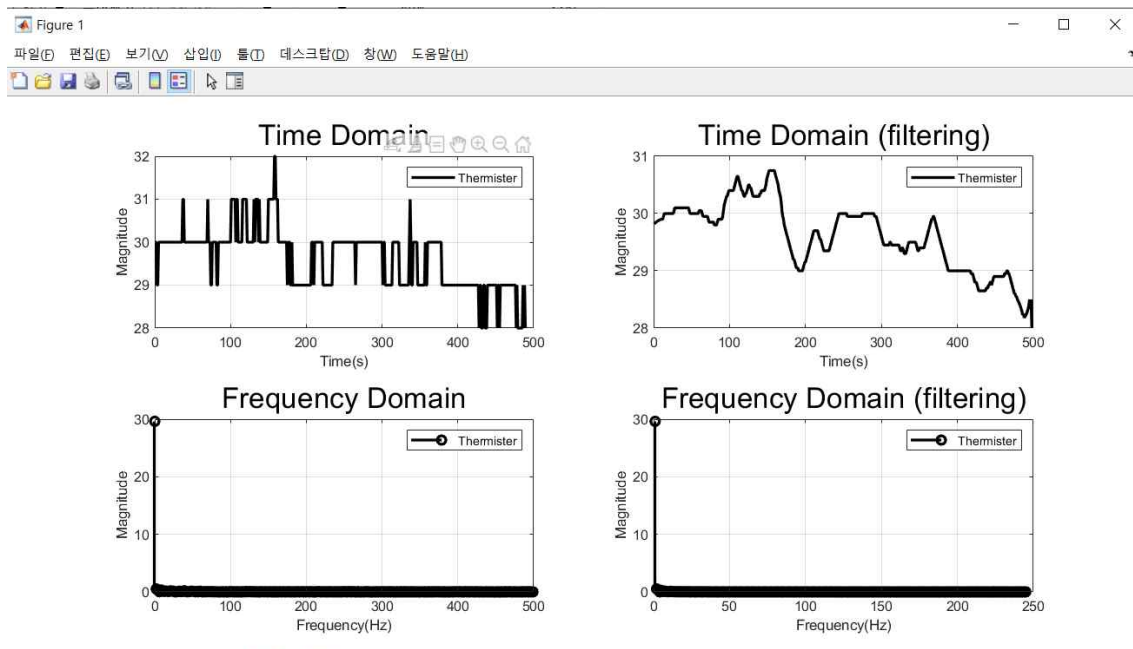 Figure 1
파일(F) 편집(E) 보기(V) 삽입(I) 툴(T) 데스크탑(D) 창(W) 도움말(H)
Time Domain
32
31
30
29
28
Magnitude
Thermister
0 100 200 300 400 500
Time(s)
Time Domain (filtering)
31
30
29
28
Magnitude
Thermister
0 100 200 300 400 500
Time(s)
Frequency Domain
30
20
10
0
Magnitude
Thermister
0 100 200 300 400 500
Frequency(Hz)
Frequency Domain (filtering)
30
20
10
0
Magnitude
Thermister
0 50 100 150 200 250
Frequency(Hz)